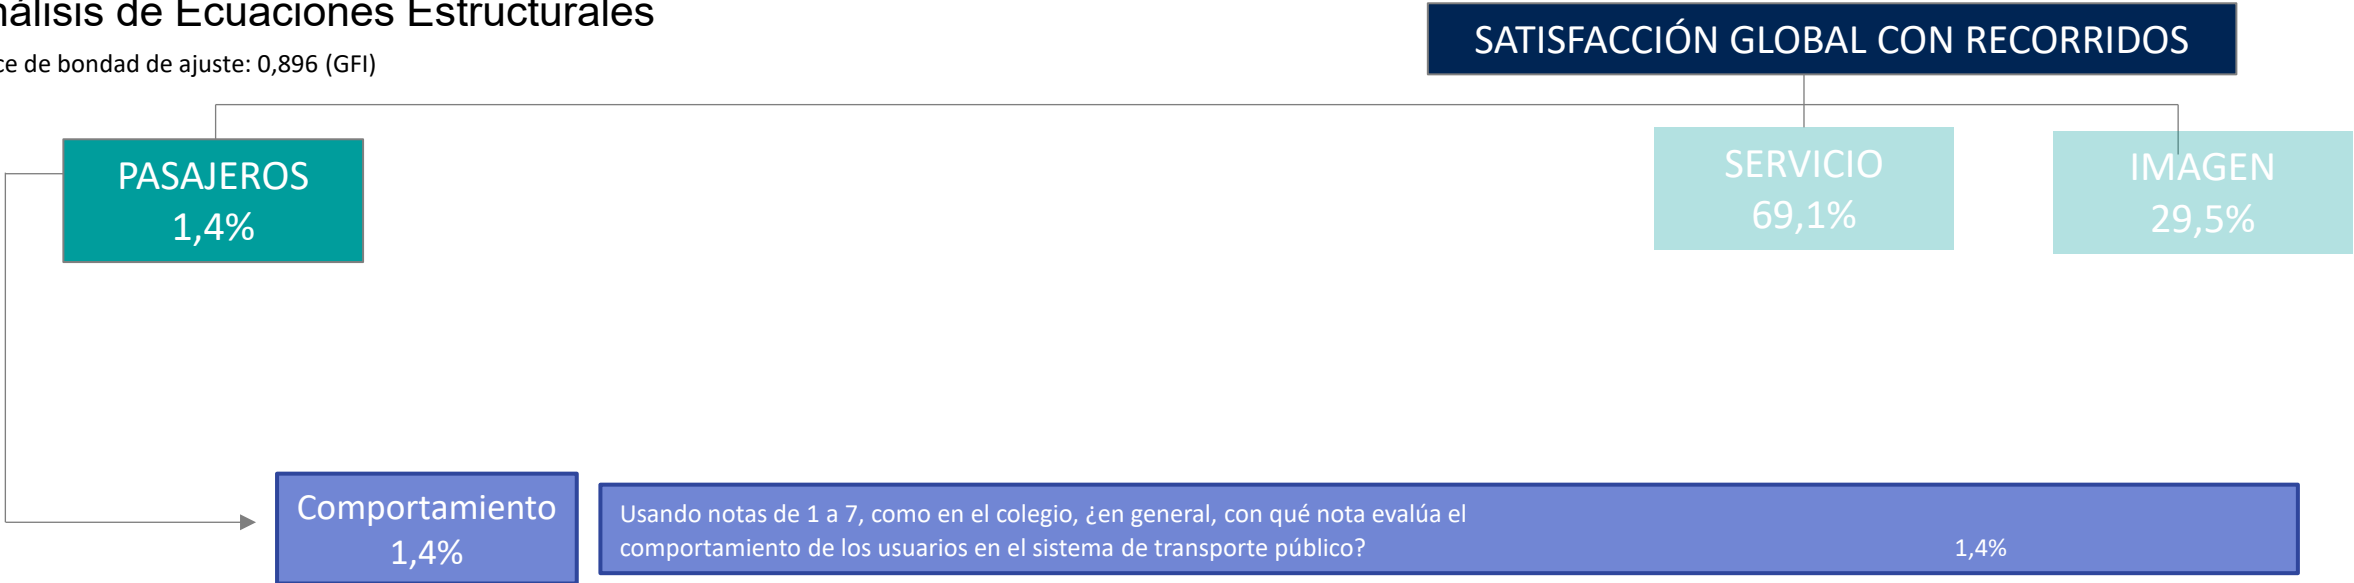 nálisis de Ecuaciones Estructurales
ce de bondad de ajuste: 0,896 (GFI)
SATISFACCIÓN GLOBAL CON RECORRIDOS
PASAJEROS
1,4%
SERVICIO
69,1%
IMAGEN
29,5%
Comportamiento
1,4%
Usando notas de 1 a 7, como en el colegio, ¿en general, con qué nota evalúa el
comportamiento de los usuarios en el sistema de transporte público? 1,4%